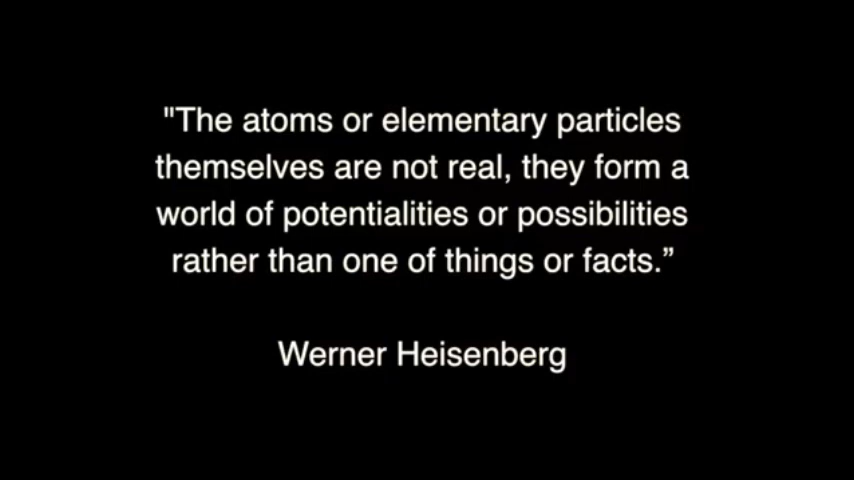 "The atoms or elementary particles
themselves are not real, they form a
world of potentialities or possibilities
rather than one of things or facts.”
Werner Heisenberg